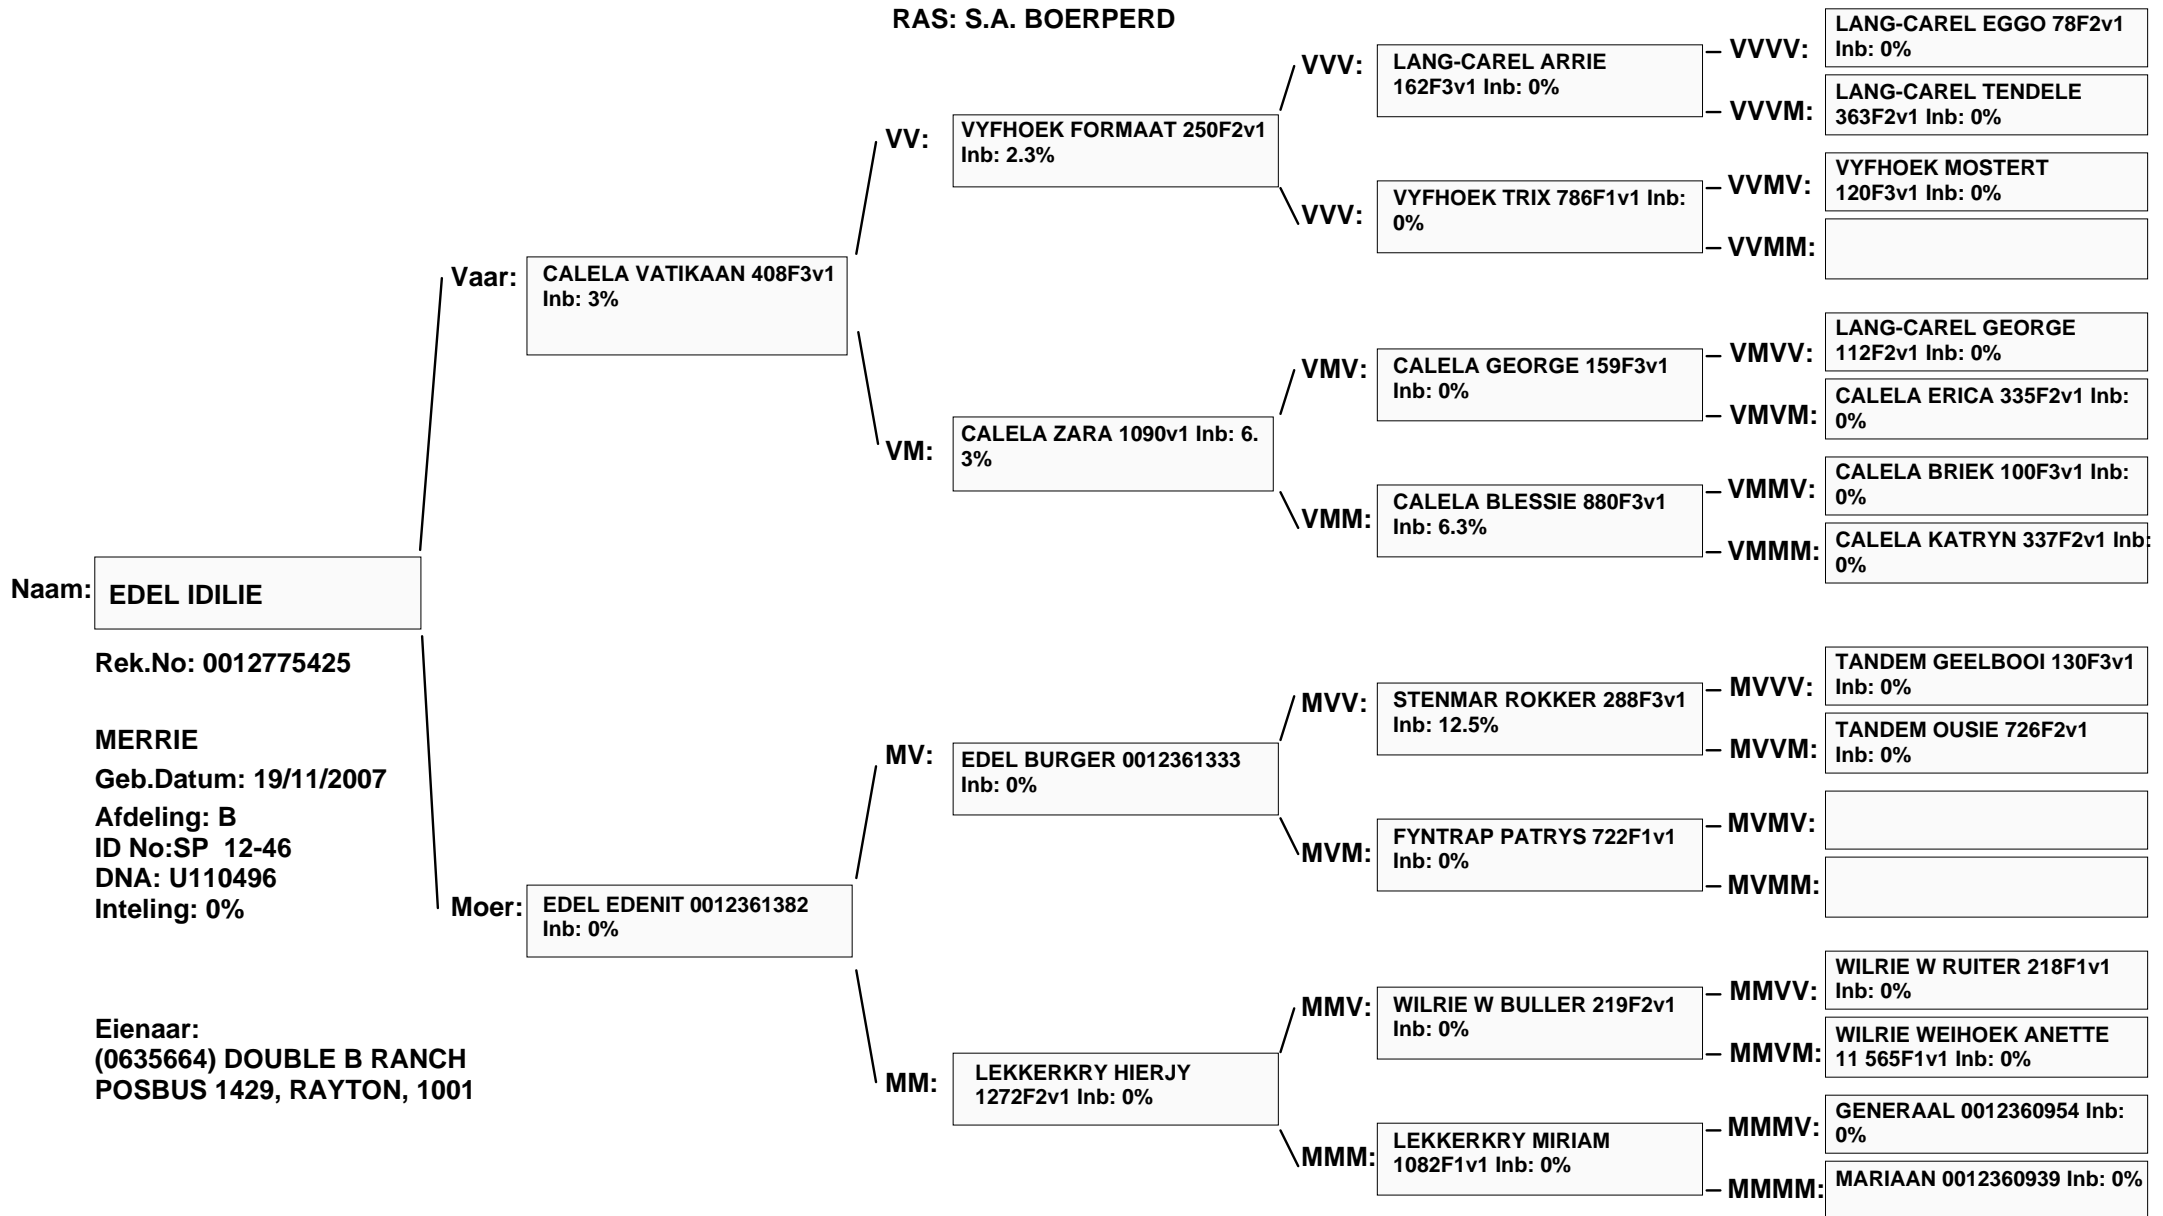 RAS: S.A. BOERPERD
Naam:
EDEL IDILIE
Rek.No: 0012775425
MERRIE
Geb.Datum: 19/11/2007
Afdeling: B
ID No:SP  12-46
DNA: U110496
Inteling: 0%
Eienaar:
(0635664) DOUBLE B RANCH
POSBUS 1429, RAYTON, 1001
Vaar:
CALELA VATIKAAN 408F3v1
Inb: 3%
Moer:
EDEL EDENIT 0012361382
Inb: 0%
VV:
VYFHOEK FORMAAT 250F2v1
Inb: 2.3%
VM:
CALELA ZARA 1090v1 Inb: 6.
3%
MV:
EDEL BURGER 0012361333
Inb: 0%
MM:
LEKKERKRY HIERJY
1272F2v1 Inb: 0%
VVV:
LANG-CAREL ARRIE
162F3v1 Inb: 0%
VVV:
VYFHOEK TRIX 786F1v1 Inb:
0%
VMV:
CALELA GEORGE 159F3v1
Inb: 0%
VMM:
CALELA BLESSIE 880F3v1
Inb: 6.3%
MVV:
STENMAR ROKKER 288F3v1
Inb: 12.5%
MVM:
FYNTRAP PATRYS 722F1v1
Inb: 0%
MMV:
WILRIE W BULLER 219F2v1
Inb: 0%
MMM:
LEKKERKRY MIRIAM
1082F1v1 Inb: 0%
VVVV:
LANG-CAREL EGGO 78F2v1
Inb: 0%
VVVM:
LANG-CAREL TENDELE
363F2v1 Inb: 0%
VVMV:
VYFHOEK MOSTERT
120F3v1 Inb: 0%
VVMM:
VMVV:
LANG-CAREL GEORGE
112F2v1 Inb: 0%
VMVM:
CALELA ERICA 335F2v1 Inb:
0%
VMMV:
CALELA BRIEK 100F3v1 Inb:
0%
VMMM:
CALELA KATRYN 337F2v1 Inb:
0%
MVVV:
TANDEM GEELBOOI 130F3v1
Inb: 0%
MVVM:
TANDEM OUSIE 726F2v1
Inb: 0%
MVMV:
MVMM:
MMVV:
WILRIE W RUITER 218F1v1
Inb: 0%
MMVM:
WILRIE WEIHOEK ANETTE
11 565F1v1 Inb: 0%
MMMV:
GENERAAL 0012360954 Inb:
0%
MMMM:
MARIAAN 0012360939 Inb: 0%